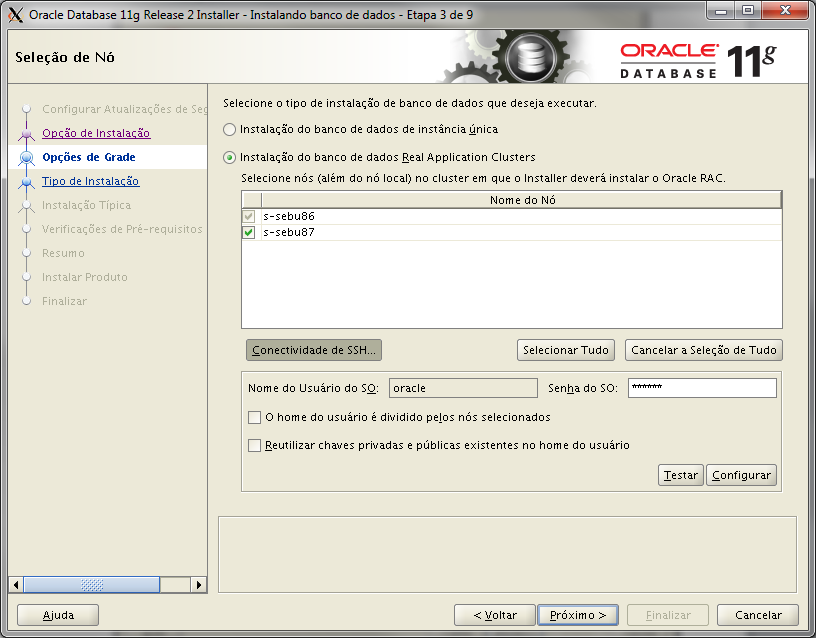 Oracle Database 11g Release 2 Installer - Instalando banco de dados - Etapa 3 de 9
Seleção de Nó
ORACLE
DATABASE
11g
Configurar Atualizações de Seg
Opção de Instalação
Opções de Grade
Tipo de Instalação
Instalação Típica
Verificações de Pré-requisitos
Resumo
Instalar Produto
Finalizar
Selecione o tipo de instalação de banco de dados que deseja executar.
Instalação do banco de dados de instância única
Instalação do banco de dados Real Application Clusters
Selecione nós (além do nó local) no cluster em que o Installer deverá instalar o Oracle RAC.
Nome do Nó
s-sebu86
s-sebu87
Conectividade de SSH...
Selecionar Tudo
Cancelar a Seleção de Tudo
Nome do Usuário do SO: oracle Senha do SO: ******
O home do usuário é dividido pelos nós selecionados
Reutilizar chaves privadas e públicas existentes no home do usuário
Testar
Configurar
Ajuda
< Voltar
Próximo >
Finalizar
Cancelar